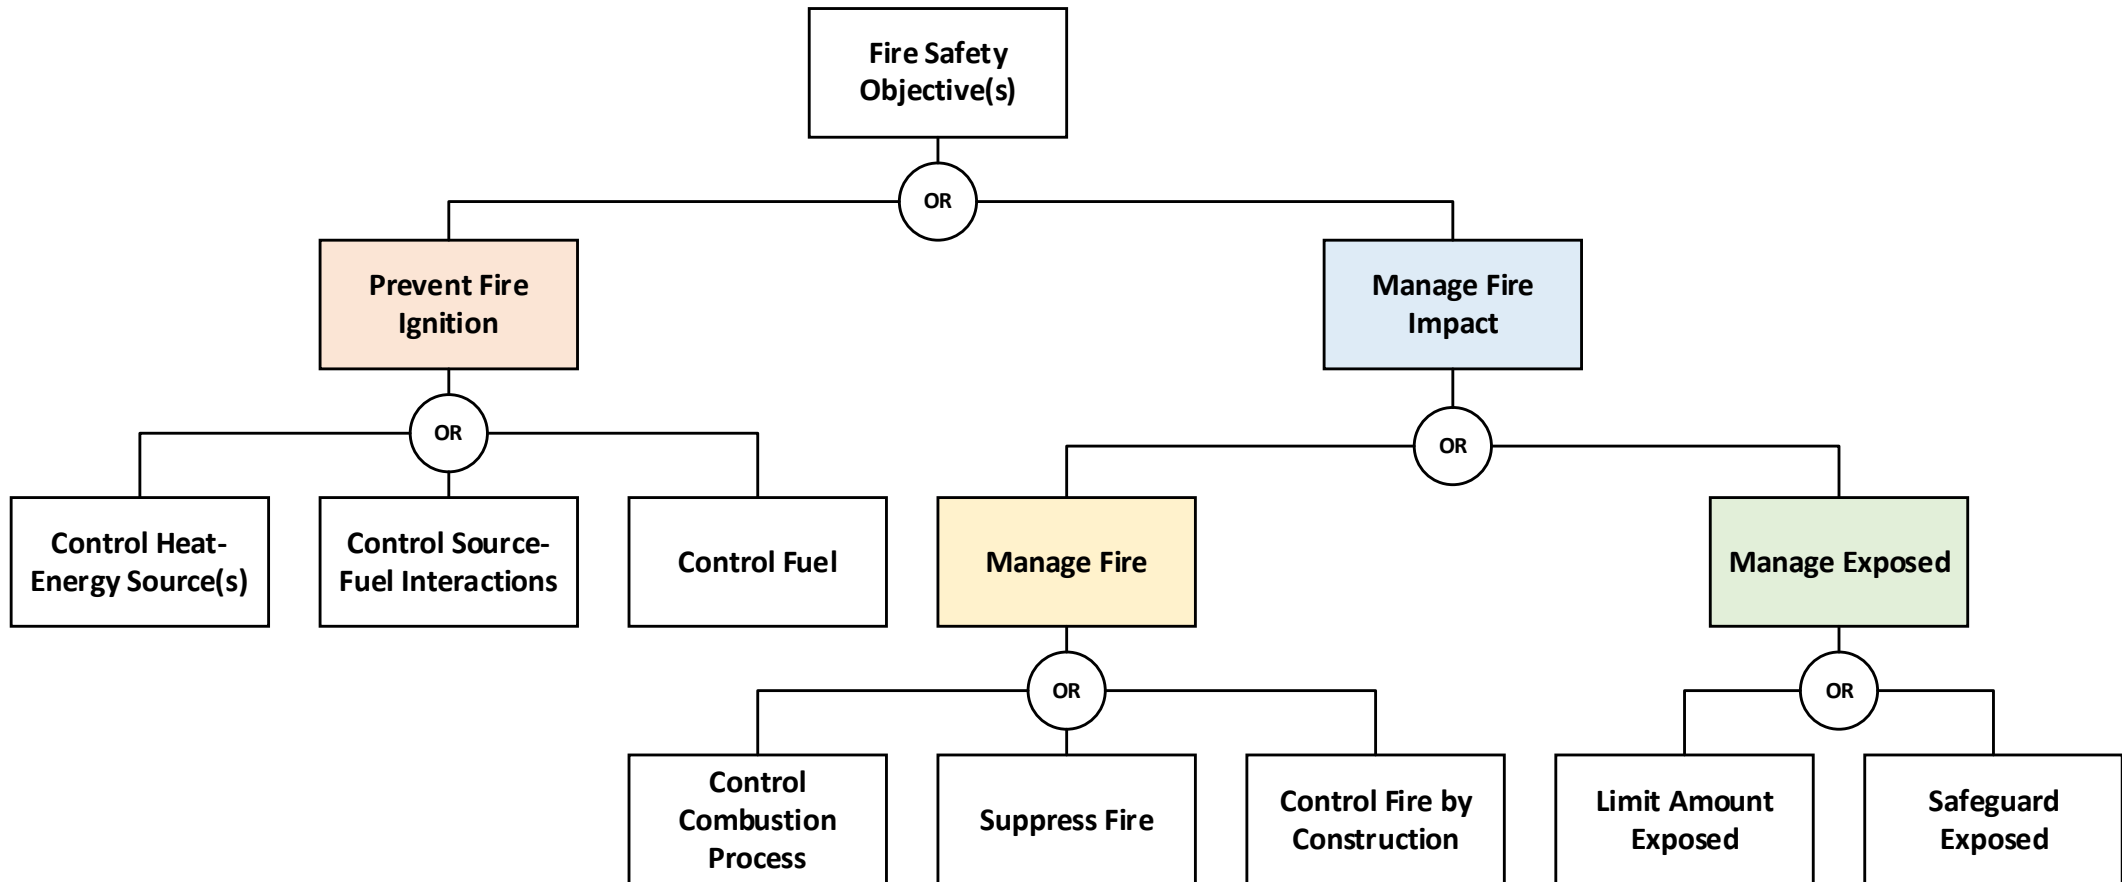 Fire Safety
Objective(s)
OR
Prevent Fire
Ignition
Manage Fire
Impact
OR
OR
Control Heat-
Energy Source(s)
Control Source-
Fuel Interactions
Control Fuel
Manage Fire
Manage Exposed
OR
OR
Control
Combustion
Process
Suppress Fire
Control Fire by
Construction
Limit Amount
Exposed
Safeguard
Exposed